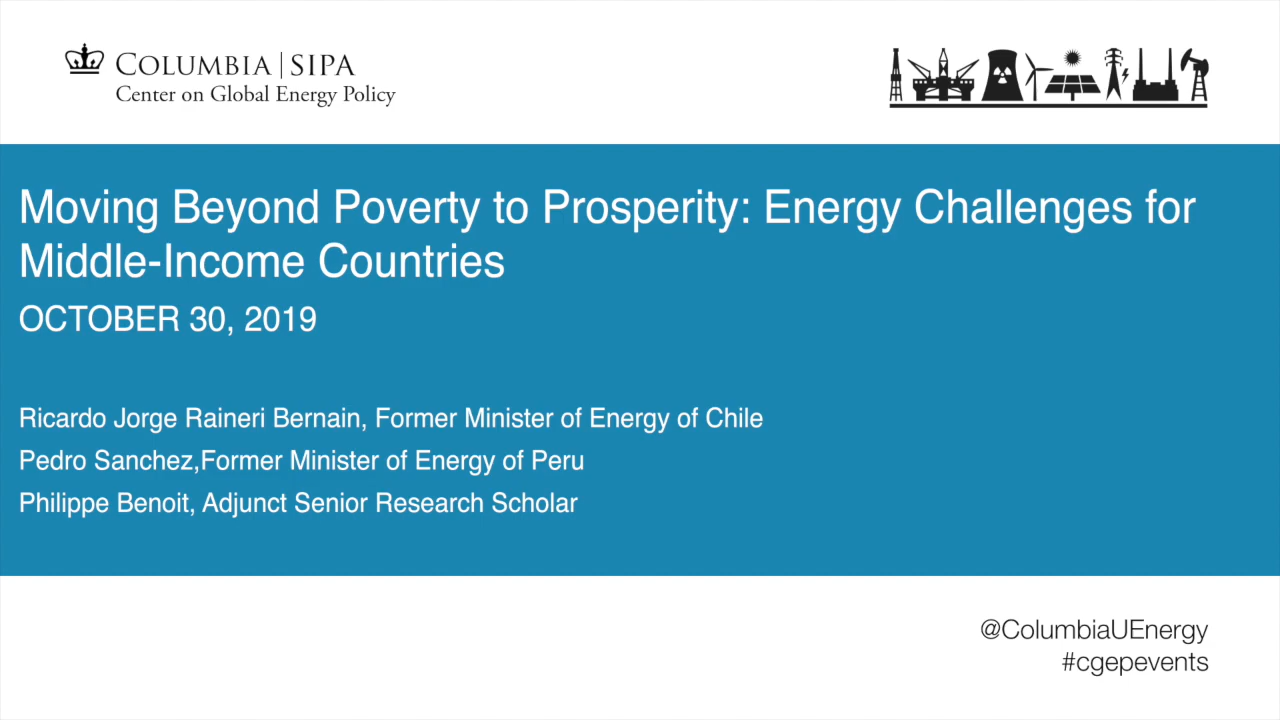 COLUMBIA | SIPA
Center on Global Energy Policy
Moving Beyond Poverty to Prosperity: Energy Challenges for
Middle-Income Countries
OCTOBER 30, 2019
Ricardo Jorge Raineri Bernain, Former Minister of Energy of Chile
Pedro Sanchez,Former Minister of Energy of Peru
Philippe Benoit, Adjunct Senior Research Scholar
@ColumbiaUEnergy
#cgepevents